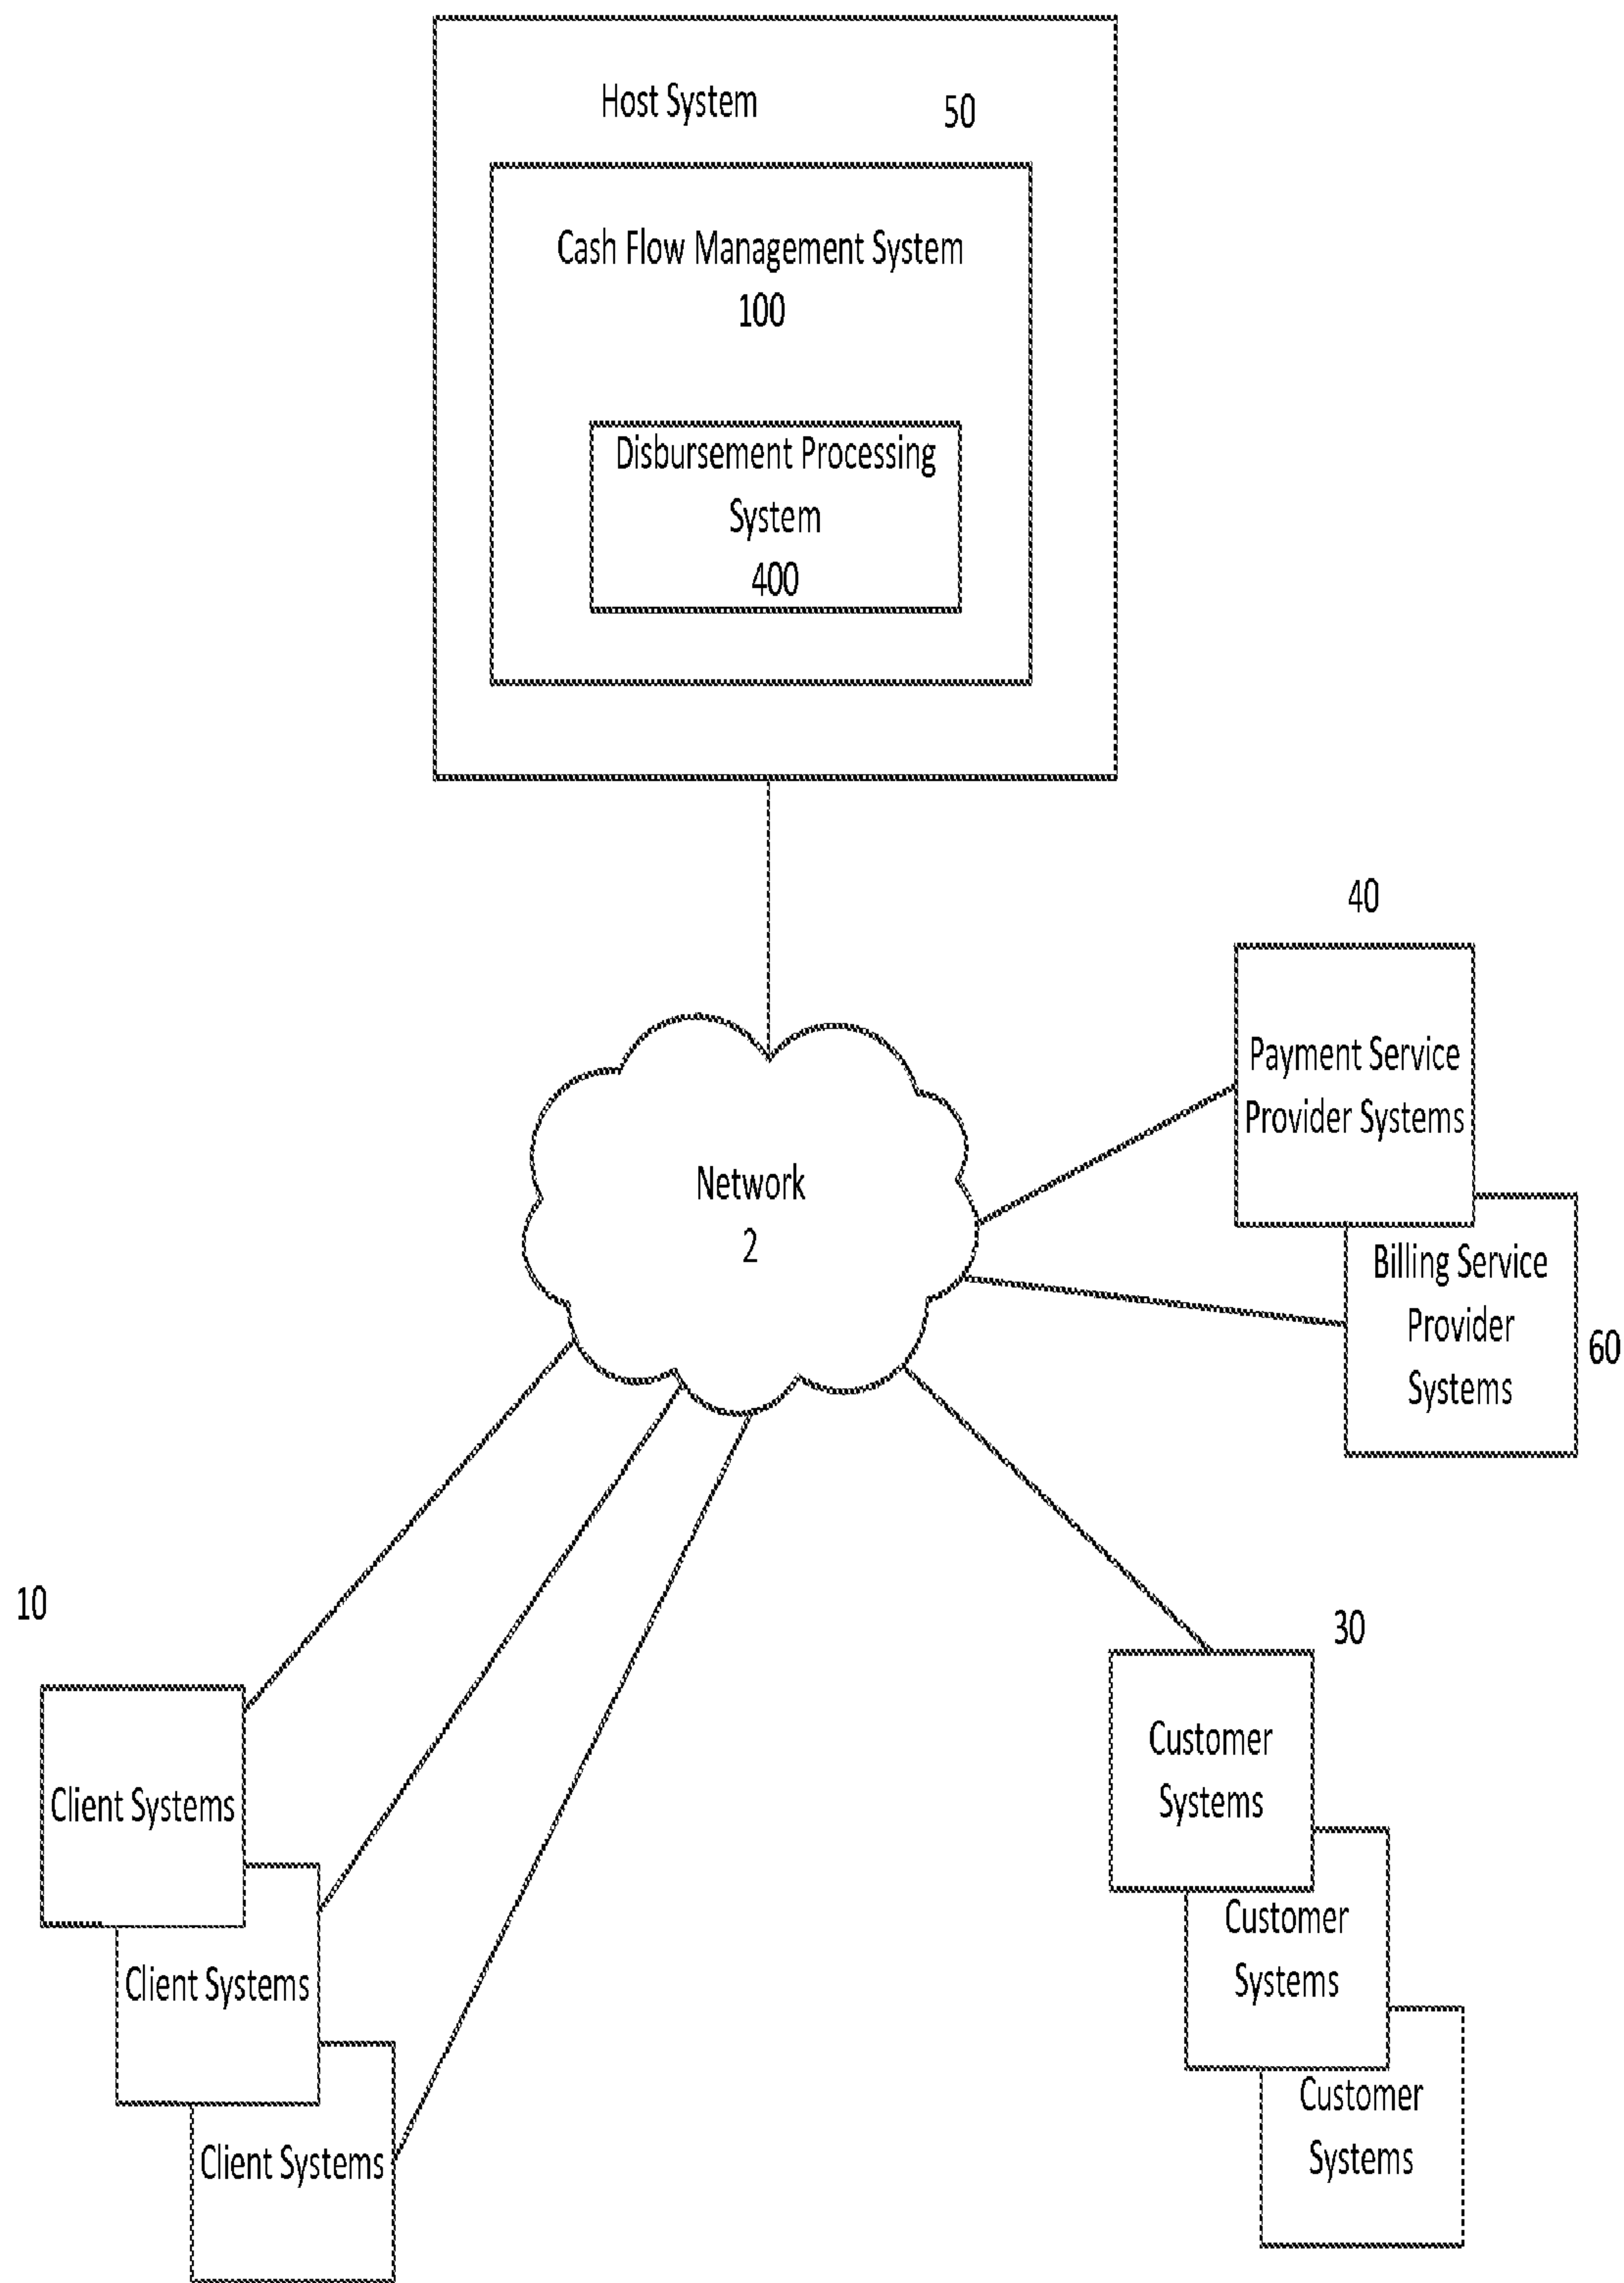 Host System
50
Cash Flow Management System
100
Disbursement Processing
System
400
40
Payment Service
Provider Systems
Network
2
Billing Service
Provider
Systems
60
10
30
Client Systems
Client Systems
Client Systems
Customer
Systems
Customer
Systems
Customer
Systems